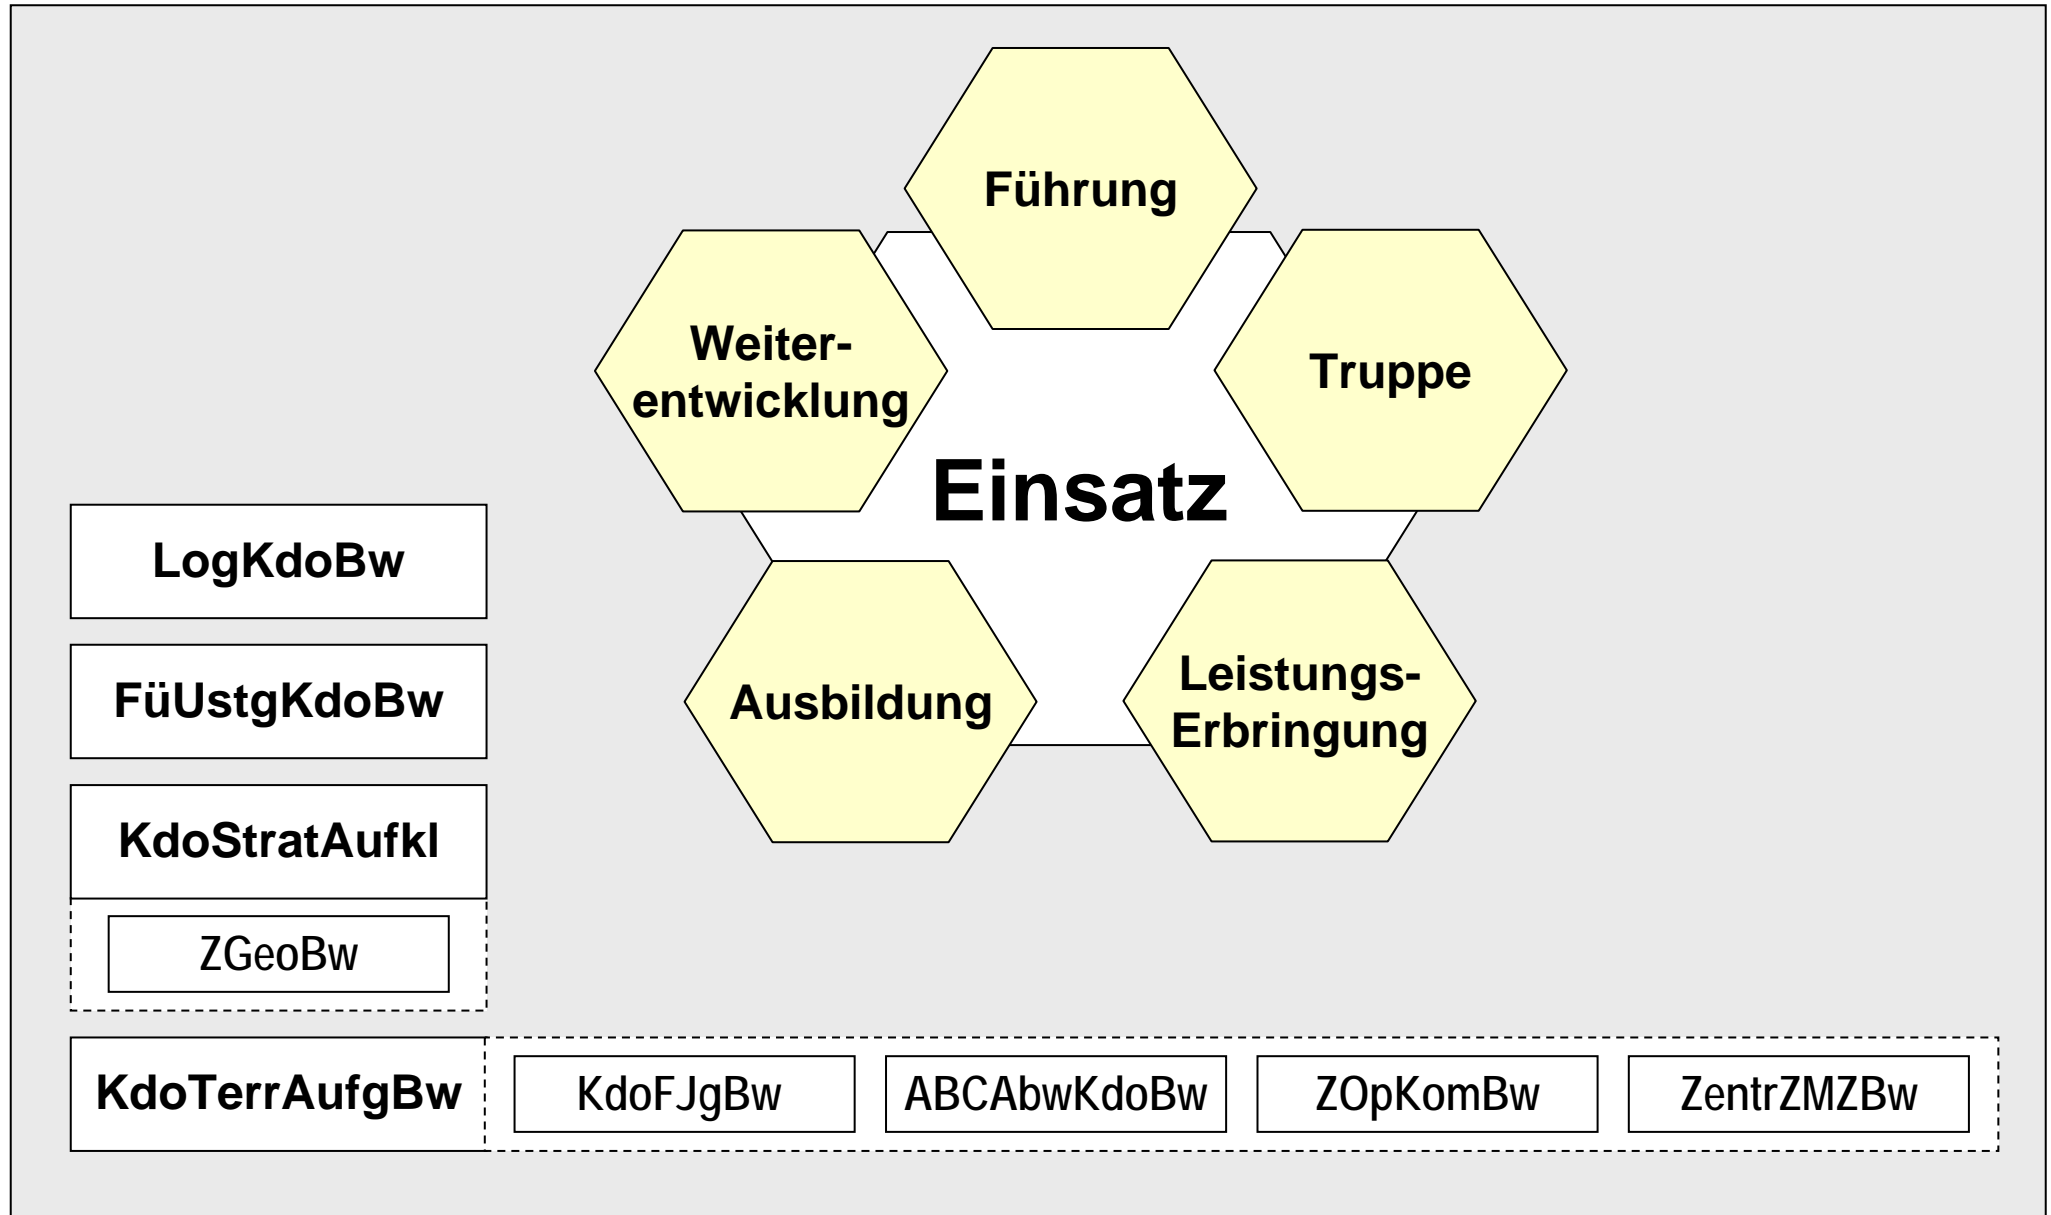 Führung
Weiter-
entwicklung
Truppe
Einsatz
Ausbildung
Leistungs-
Erbringung
LogKdoBw
FüUstgKdoBw
KdoStratAufkl
ZGeoBw
KdoTerrAufgBw
KdoFJgBw
ABCAbwKdoBw
ZOpKomBw
ZentrZMZBw